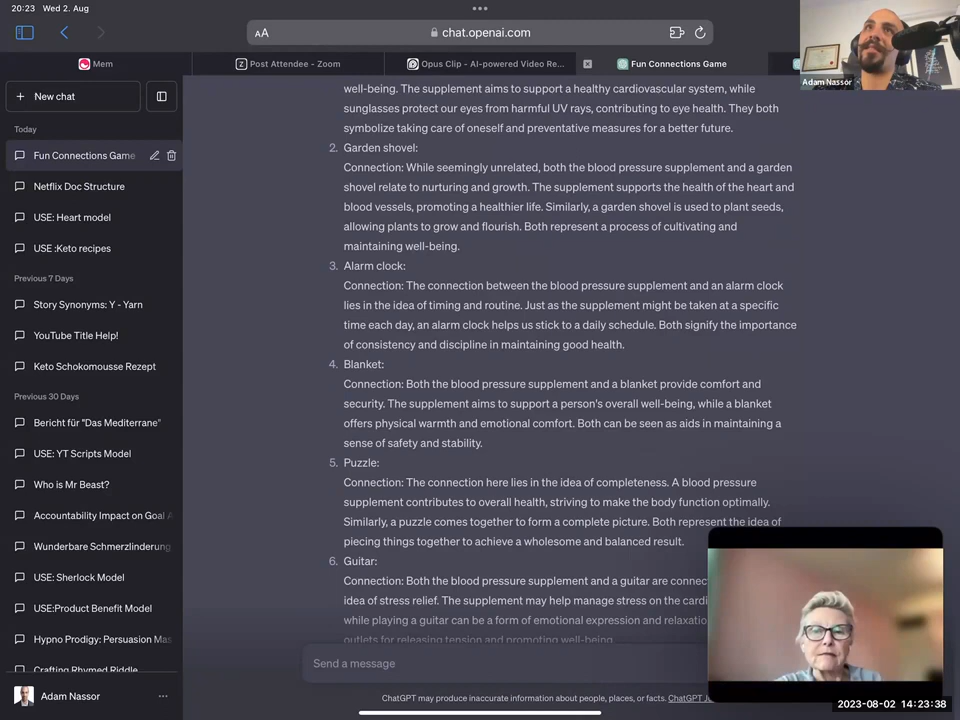 20:23 Wed 2. Aug
AA
chat.openai.com
Mem
Post Attendee - Zoom
Opus Clip - AI-powered Video Re...
Fun Connections Game
Adam Nassor
New chat
Today
Fun Connections Game
Netflix Doc Structure
USE: Heart model
USE :Keto recipes
Previous 7 Days
Story Synonyms: Y - Yarn
YouTube Title Help!
Keto Schokomousse Rezept
Previous 30 Days
Bericht für "Das Mediterrane"
USE: YT Scripts Model
Who is Mr Beast?
Accountability Impact on Goal A
Wunderbare Schmerzlinderung
USE: Sherlock Model
USE:Product Benefit Model
Hypno Prodigy: Persuasion Mas
Crafting Rhymed Riddle
Adam Nassor
well-being. The supplement aims to support a healthy cardiovascular system, while
sunglasses protect our eyes from harmful UV rays, contributing to eye health. They both
symbolize taking care of oneself and preventative measures for a better future.
2. Garden shovel:
Connection: While seemingly unrelated, both the blood pressure supplement and a garden
shovel relate to nurturing and growth. The supplement supports the health of the heart and
blood vessels, promoting a healthier life. Similarly, a garden shovel is used to plant seeds,
allowing plants to grow and flourish. Both represent a process of cultivating and
maintaining well-being.
3. Alarm clock:
Connection: The connection between the blood pressure supplement and an alarm clock
lies in the idea of timing and routine. Just as the supplement might be taken at a specific
time each day, an alarm clock helps us stick to a daily schedule. Both signify the importance
of consistency and discipline in maintaining good health.
4. Blanket:
Connection: Both the blood pressure supplement and a blanket provide comfort and
security. The supplement aims to support a person's overall well-being, while a blanket
offers physical warmth and emotional comfort. Both can be seen as aids in maintaining a
sense of safety and stability.
5. Puzzle:
Connection: The connection here lies in the idea of completeness. A blood pressure
supplement contributes to overall health, striving to make the body function optimally.
Similarly, a puzzle comes together to form a complete picture. Both represent the idea of
piecing things together to achieve a wholesome and balanced result.
6. Guitar:
Connection: Both the blood pressure supplement and a guitar are connec
idea of stress relief. The supplement may help manage stress on the cardi
while playing a guitar can be a form of emotional expression and relaxatio
outlets for releasing tension and promoting well-being.
Send a message
ChatGPT may produce inaccurate information about people, places, or facts. ChatGPT J
2023-08-02 14:23:38